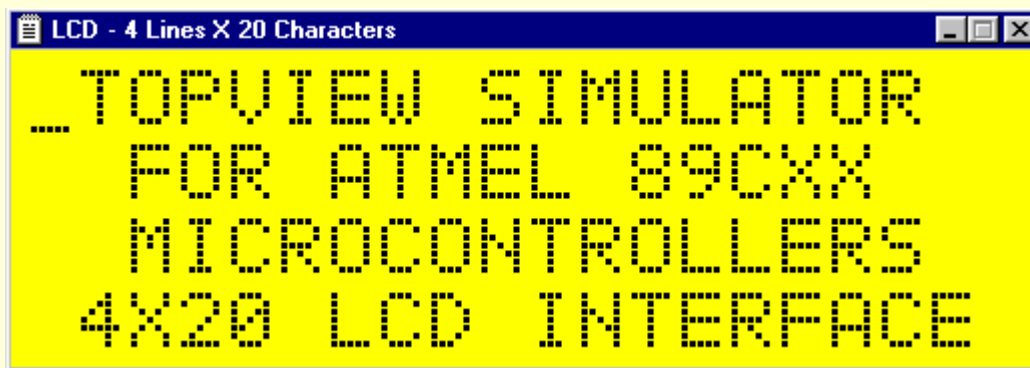 LCD - 4 Lines X 20 Characters
_TOPVIEW SIMULATOR
FOR ATMEL 89CXX
MICROCONTROLLERS
4X20 LCD INTERFACE